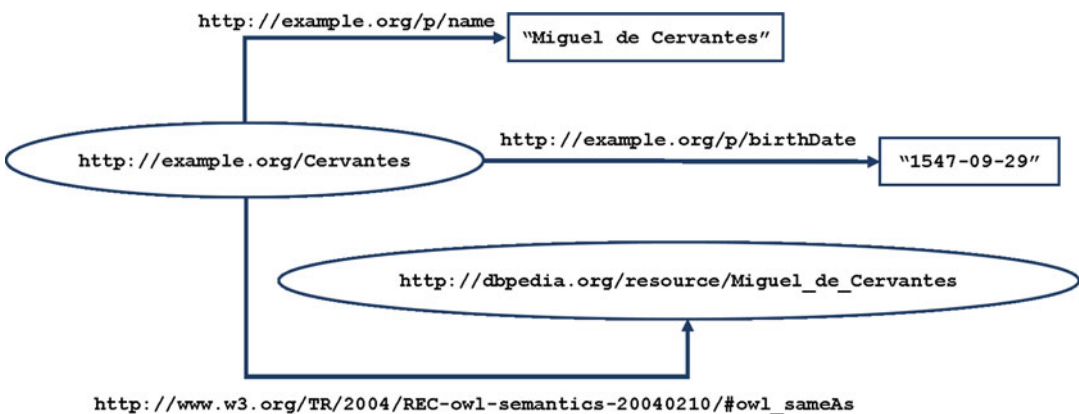 http://example.org/p/name
“Miguel de Cervantes”
http://example.org/p/birthDate
http://example.org/Cervantes
“1547-09-29”
http://dbpedia.org/resource/Miguel_de_Cervantes
http://www.w3.org/TR/2004/REC-owl-semantics-20040210/#owl_sameAs